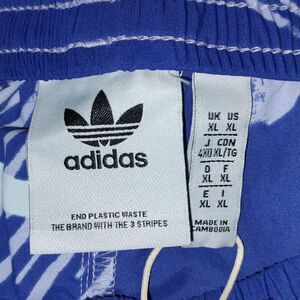 adidas
END PLASTIC WASTE
THE BRAND WITH THE 3 STRIPES
UK US
XL XL
J CDN
4XO XL/TG
D F
XL XL
E I
XL XL
MADE IN
CAMBODIA